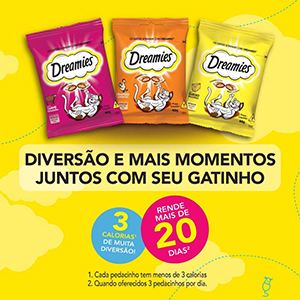 Dreamies
Dreamies
Dreamies
DIVERSÃO E MAIS MOMENTOS
JUNTOS COM SEU GATINHO
3
CALORIAS¹
DE MUITA
DIVERSÃO!
RENDE
MAIS DE
20
DIAS²
1. Cada pedacinho tem menos de 3 calorias
2. Quando oferecidos 3 pedacinhos por dia.